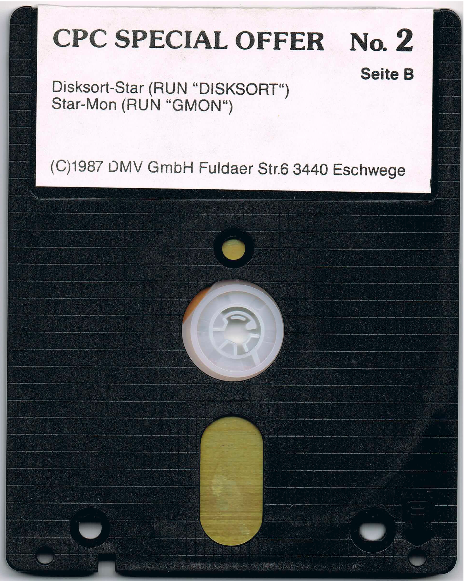 CPC SPECIAL OFFER No. 2
Seite B
Disksort-Star (RUN "DISKSORT")
Star-Mon (RUN "GMON")
(C)1987 DMV GmbH Fuldaer Str.6 3440 Eschwege